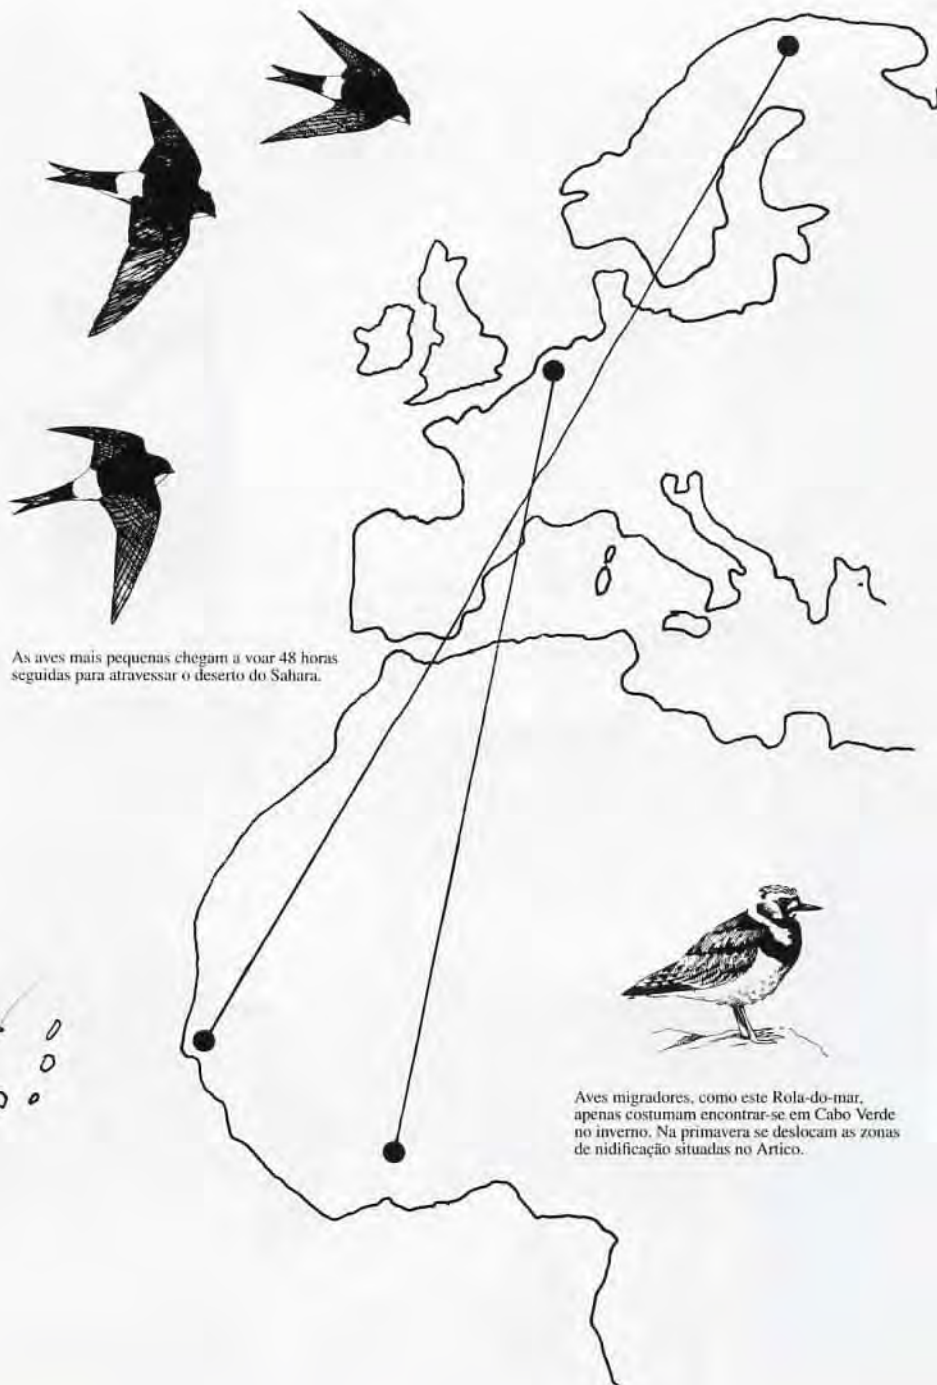 As aves mais pequenas chegam a voar 48 horas
seguidas para atravessar o deserto do Sahara.
Aves migradores, como este Rola-do-mar,
apenas costumam encontrar-se em Cabo Verde
no inverno. Na primavera se deslocam as zonas
de nidificação situadas no Artico.